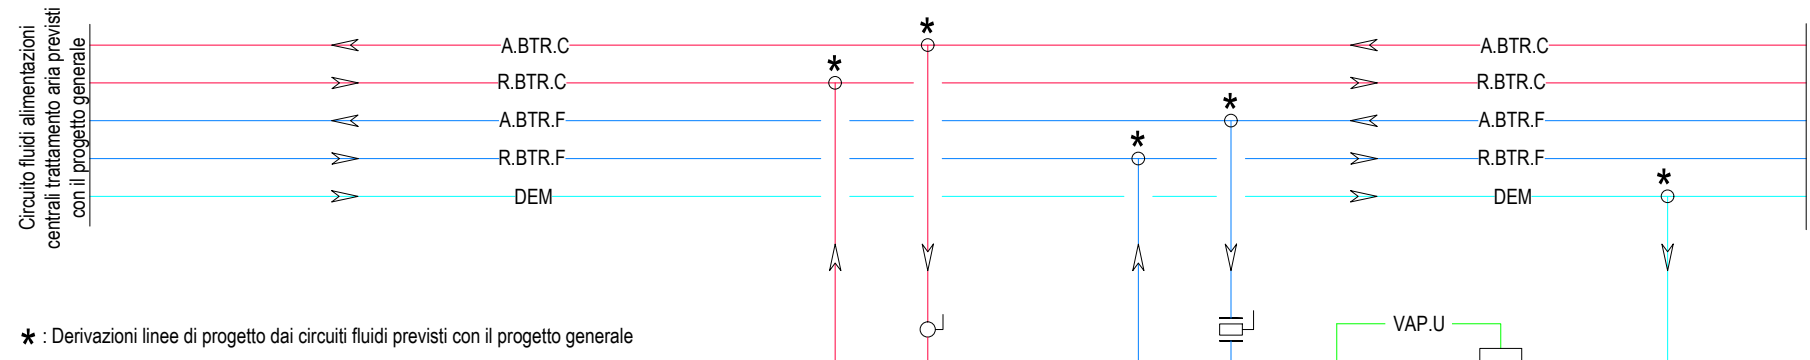 Circuito fluidi alimentazioni
centrali trattamento aria previsti
con il progetto generale
*
A.BTR.C
A.BTR.C
*
R.BTR.C
R.BTR.C
*
A.BTR.F
A.BTR.F
*
R.BTR.F
R.BTR.F
*
DEM
DEM
VAP.U
* : Derivazioni linee di progetto dai circuiti fluidi previsti con il progetto generale